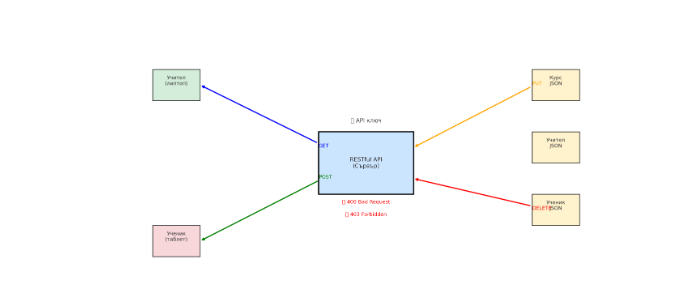 Учител
(лаптоп)
Курс
JSON
PUT
API ключ
GET
RESTful API
(Сървър)
POST
Учител
JSON
400 Bad Request
403 Forbidden
Ученик
JSON
DELETE
Ученик
(таблет)